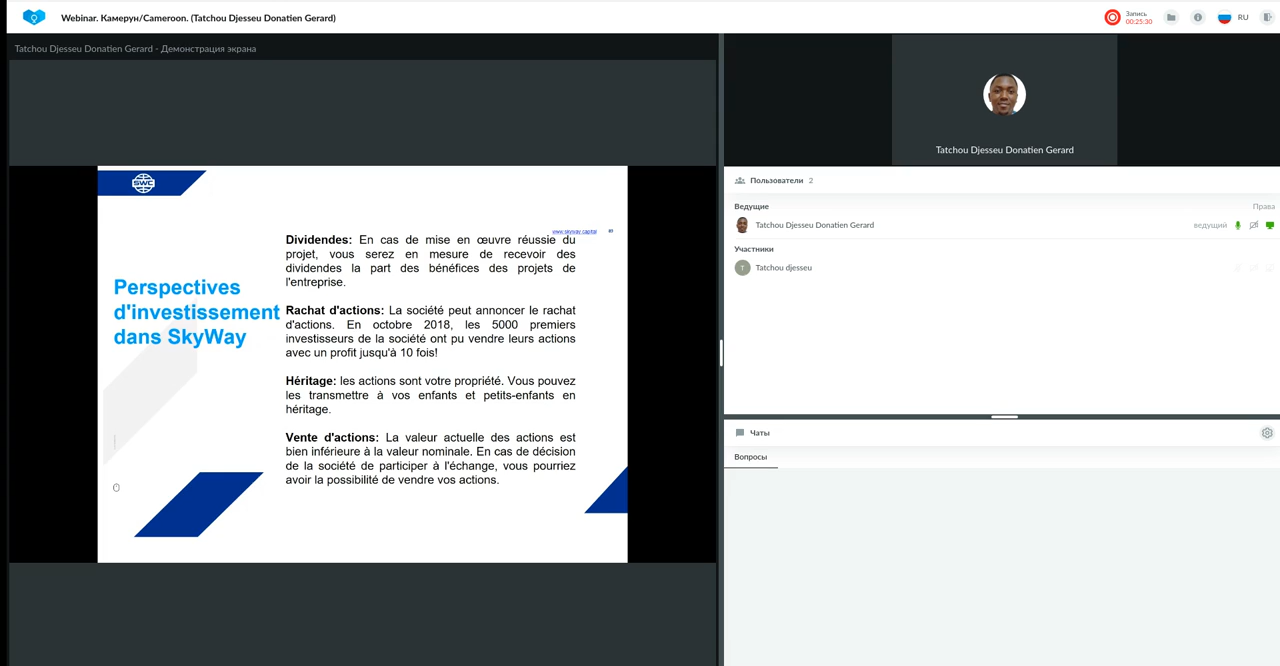 Webinar. Камерун/Cameroon. (Tatchou Djesseu Donatien Gerard)
Запись
00:25:30
RU
Tatchou Djesseu Donatien Gerard - Демонстрация экрана
SWC
www.skyway.capital
Perspectives
d'investissement
dans SkyWay
Dividendes: En cas de mise en œuvre réussie du
projet, vous serez en mesure de recevoir des
dividendes la part des bénéfices des projets de
l'entreprise.
Rachat d'actions: La société peut annoncer le rachat
d'actions. En octobre 2018, les 5000 premiers
investisseurs de la société ont pu vendre leurs actions
avec un profit jusqu'à 10 fois!
Héritage: les actions sont votre propriété. Vous pouvez
les transmettre à vos enfants et petits-enfants en
héritage.
Vente d'actions: La valeur actuelle des actions est
bien inférieure à la valeur nominale. En cas de décision
de la société de participer à l'échange, vous pourriez
avoir la possibilité de vendre vos actions.
Tatchou Djesseu Donatien Gerard
Пользователи 2
Ведущие
Права
Tatchou Djesseu Donatien Gerard
ведущий
Участники
T
Tatchou djesseu
Чаты
Вопросы